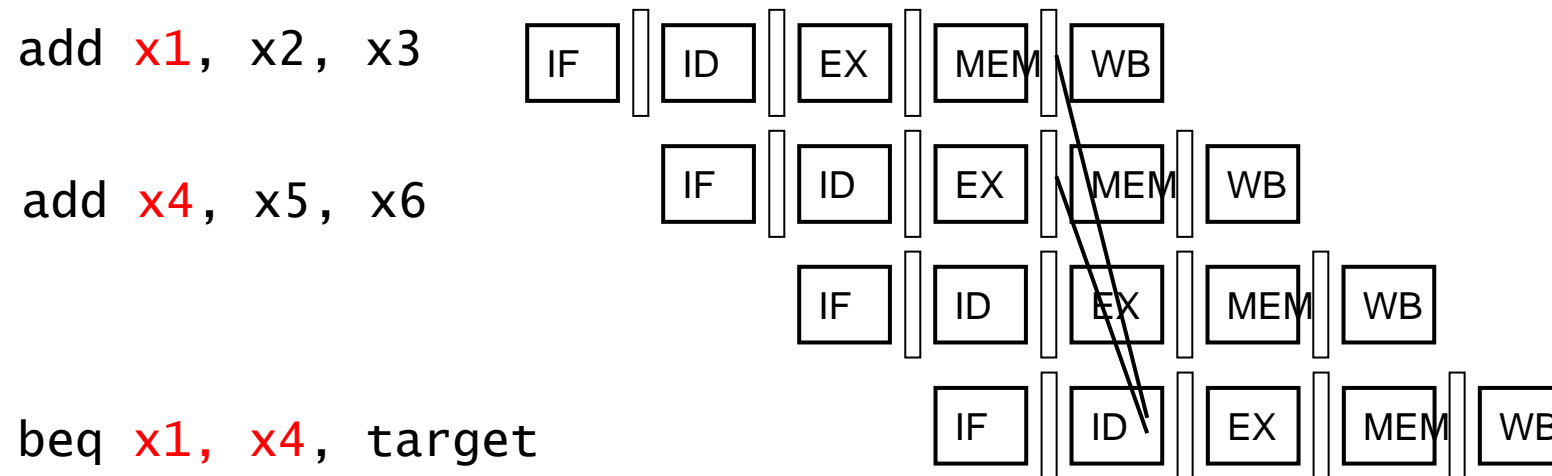 add x1, x2, x3 IF ID EX MEM WB
add x4, x5, x6 IF ID EX MEM WB
IF ID EX MEM WB
beq x1, x4, target IF ID EX MEM WB